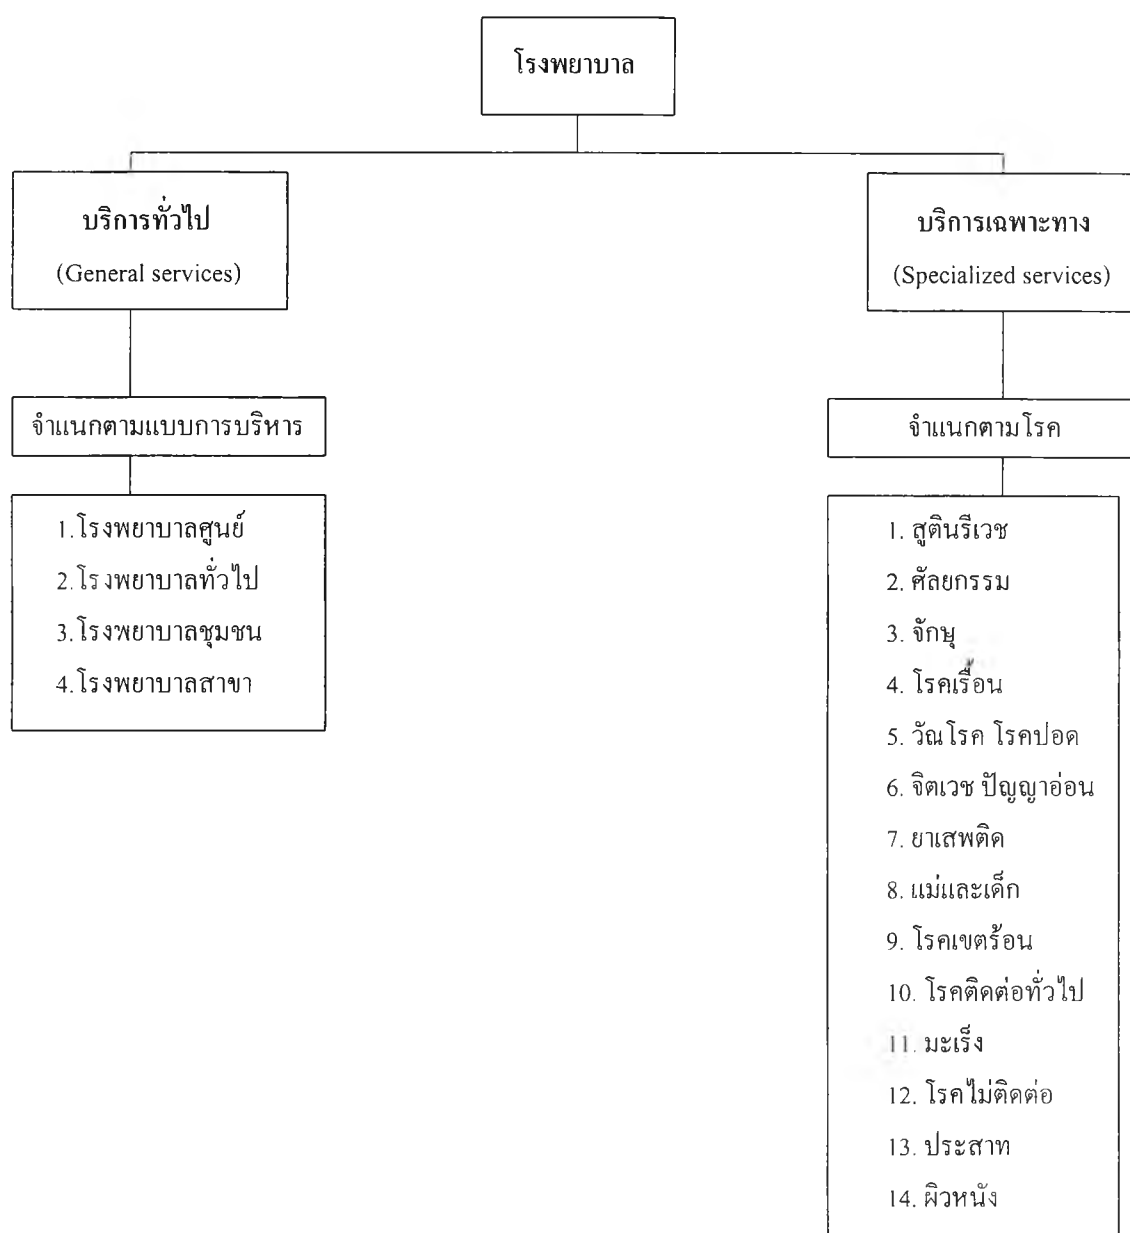 โรงพยาบาล
บริการทั่วไป
(General services)
จำแนกตามแบบการบริหาร
1.โรงพยาบาลศูนย์
2.โรงพยาบาลทั่วไป
3.โรงพยาบาลชุมชน
4.โรงพยาบาลสาขา
บริการเฉพาะทาง
(Specialized services)
จำแนกตามโรค
1. สูตินรีเวช
2. ศัลยกรรม
3. จักษุ
4. โรคเรื้อน
5. วัณโรค โรคปอด
6. จิตเวช ปัญญาอ่อน
7. ยาเสพติด
8. แม่และเด็ก
9. โรคเขตร้อน
10. โรคติดต่อทั่วไป
11. มะเร็ง
12. โรคไม่ติดต่อ
13. ประสาท
14. ผิวหนัง